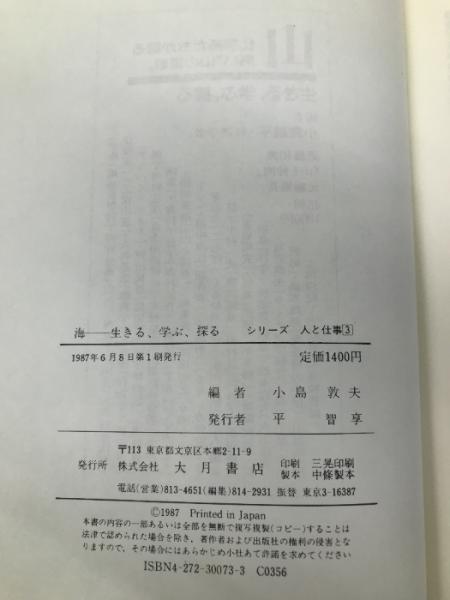 海——生きる、学ぶ、探る　シリーズ 人と仕事3
1987年6月8日第1刷発行　定価1400円
編者　小島敦夫
発行者　平智享
〒113 東京都文京区本郷2-11-9
発行所　株式会社 大月書店　印刷 三晃印刷
製本 中條製本
電話(営業)813-4651(編集)814-2931 振替 東京3-16387
©1987 Printed in Japan
本書の内容の一部あるいは全部を無断で複写複製(コピー)することは
法律で認められた場合を除き、著作者および出版社の権利の侵害とな
りますので、その場合にはあらかじめ小社あて許諾を求めてください
ISBN4-272-30073-3 C0356